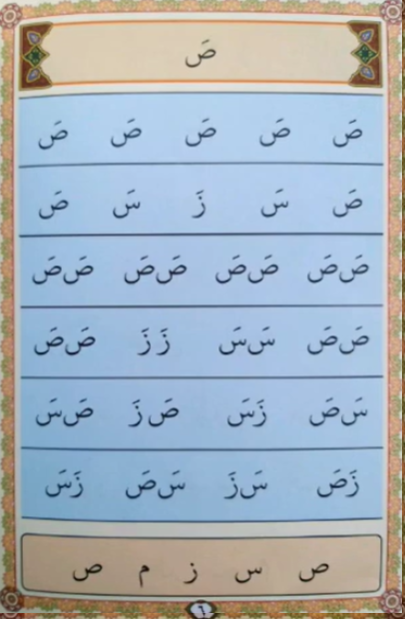 صَ
صَ صَ صَ صَ صَ
صَ سَ زَ سَ صَ
صَ صَ صَ صَ صَ صَ صَ صَ
صَ صَ سَ سَ زَ زَ صَ صَ
سَ صَ زَ سَ صَ زَ صَ سَ
زَ صَ سَ زَ سَ صَ زَ سَ
ص س ز م ص
٦